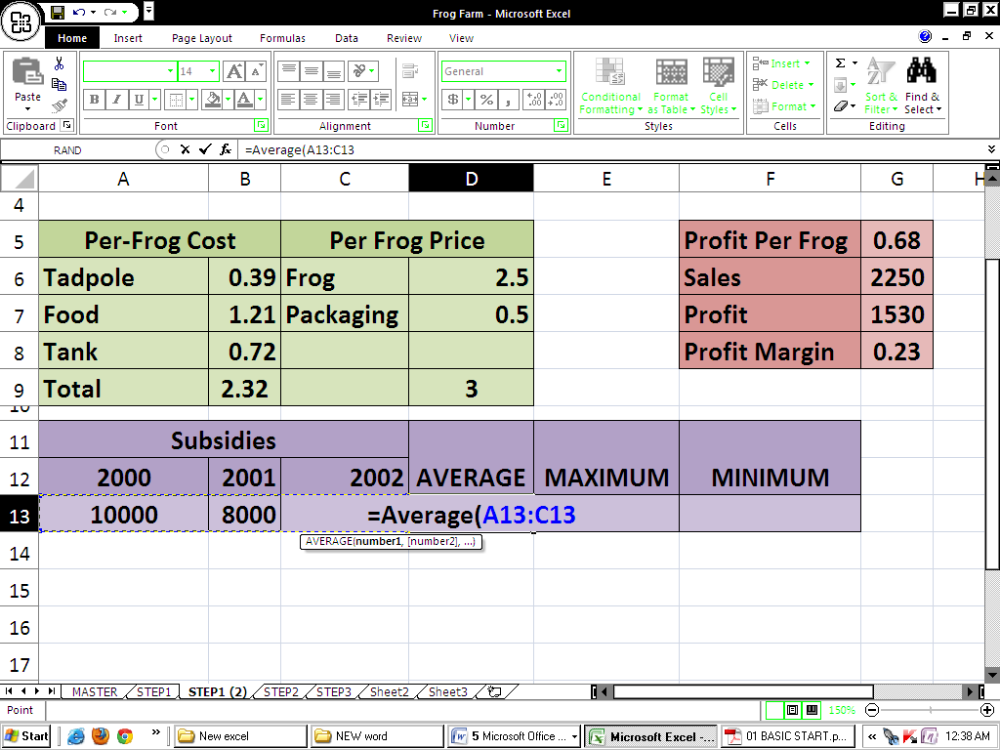 Frog Farm - Microsoft Excel
Home Insert Page Layout Formulas Data Review View
Paste
14
General
Conditional Formatting
Format as Table
Cell Styles
Insert
Delete
Format
Σ
Sort & Filter
Find & Select
B I U A $ % ,
Clipboard Font Alignment Number Styles Cells Editing
RAND fx =Average(A13:C13
A B C D E F G H
4
5 Per-Frog Cost Per Frog Price Profit Per Frog 0.68
6 Tadpole 0.39 Frog 2.5 Sales 2250
7 Food 1.21 Packaging 0.5 Profit 1530
8 Tank 0.72 Profit Margin 0.23
9 Total 2.32 3
10
11 Subsidies
12 2000 2001 2002 AVERAGE MAXIMUM MINIMUM
13 10000 8000 =Average(A13:C13
AVERAGE(number1, [number2], ...)
14
15
16
17
MASTER STEP1 STEP1 (2) STEP2 STEP3 Sheet2 Sheet3
Point 150%
Start » New excel NEW word 5 Microsoft Office ... Microsoft Excel -... 01 BASIC START.p... « 12:38 AM